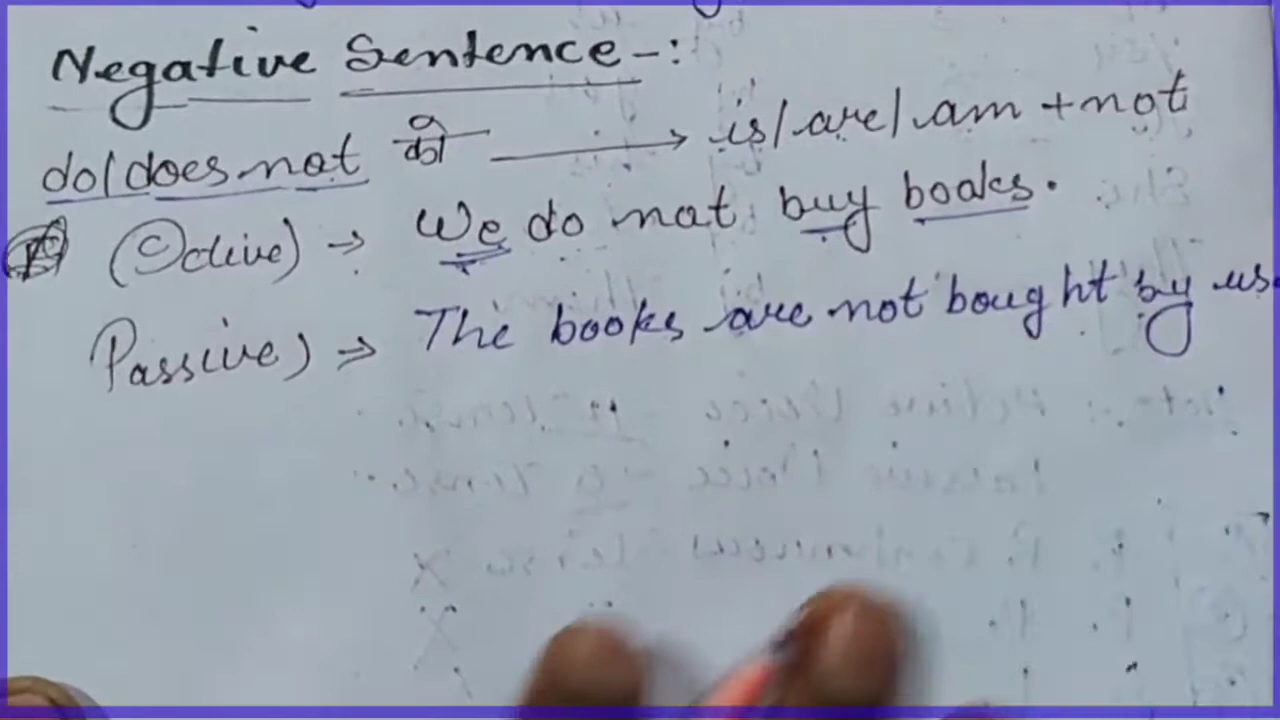 Negative Sentence -:
do/does not को → is/are/am + not
(Active) → We do not buy books.
Passive) ⇒ The books are not bought by us.